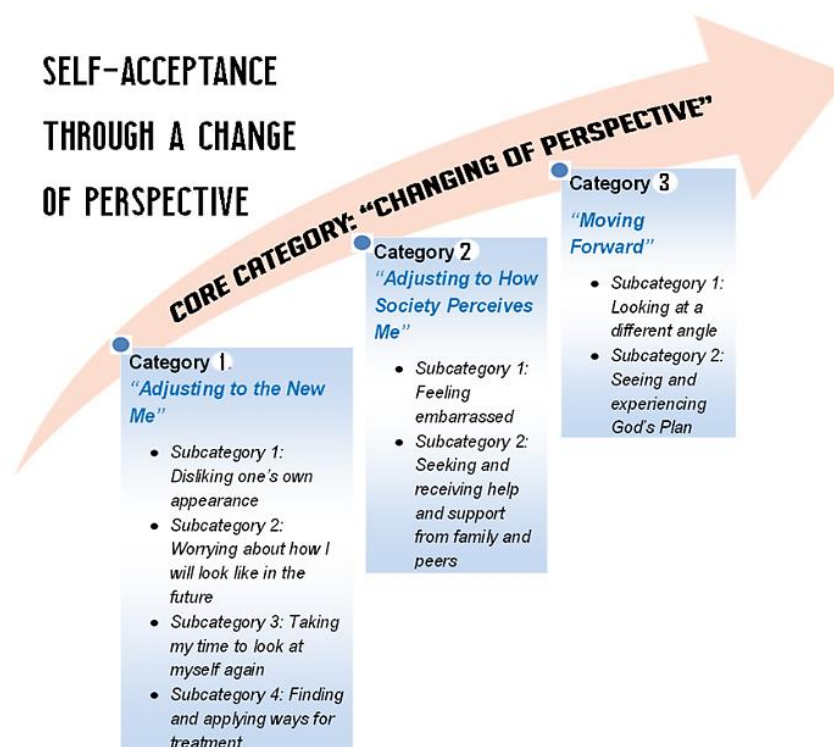 SELF-ACCEPTANCE
THROUGH A CHANGE
OF PERSPECTIVE
CORE CATEGORY: “CHANGING OF PERSPECTIVE”
Category 1.
“Adjusting to the New
Me”
• Subcategory 1:
Disliking one’s own
appearance
• Subcategory 2:
Worrying about how I
will look like in the
future
• Subcategory 3: Taking
my time to look at
myself again
• Subcategory 4: Finding
and applying ways for
treatment
Category 2
“Adjusting to How
Society Perceives
Me”
• Subcategory 1:
Feeling
embarrassed
• Subcategory 2:
Seeking and
receiving help
and support
from family and
peers
Category 3
“Moving
Forward”
• Subcategory 1:
Looking at a
different angle
• Subcategory 2:
Seeing and
experiencing
God’s Plan